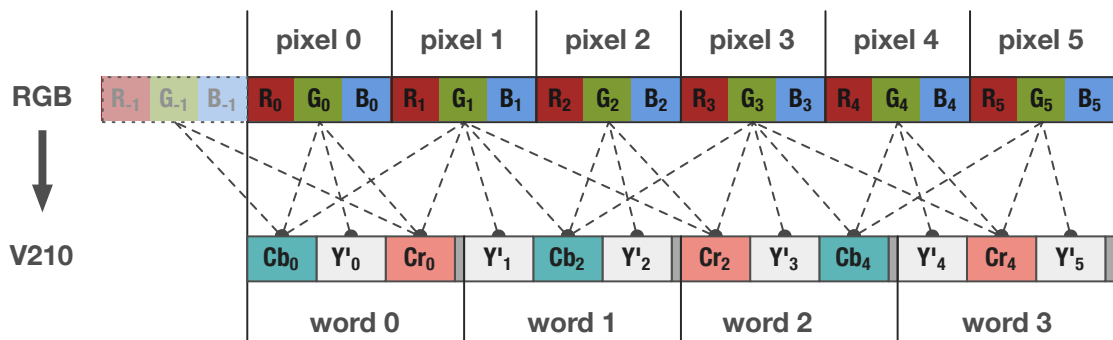 pixel 0 pixel 1 pixel 2 pixel 3 pixel 4 pixel 5
RGB R-1 G-1 B-1 R0 G0 B0 R1 G1 B1 R2 G2 B2 R3 G3 B3 R4 G4 B4 R5 G5 B5
V210 Cb0 Y'0 Cr0 Y'1 Cb2 Y'2 Cr2 Y'3 Cb4 Y'4 Cr4 Y'5
word 0 word 1 word 2 word 3